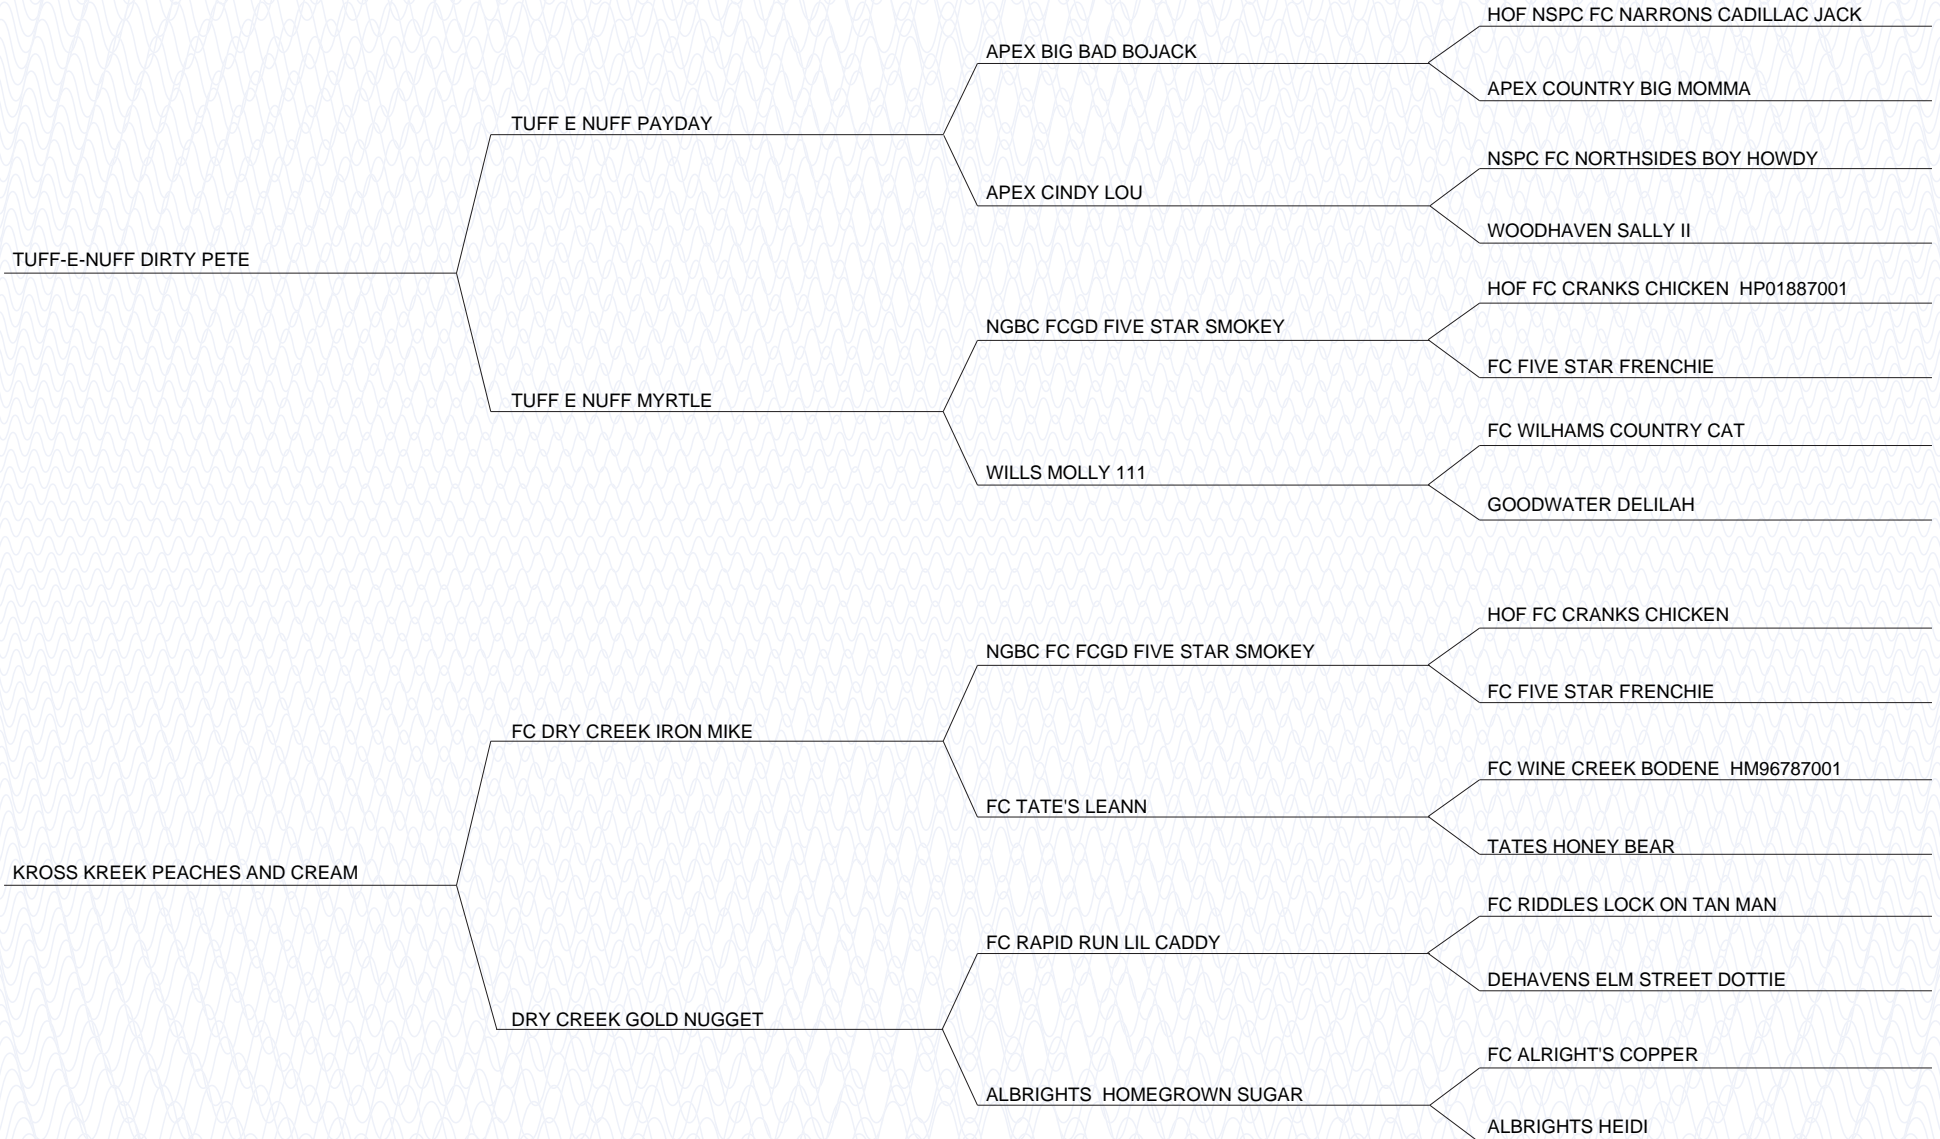 HOF NSPC FC NARRONS CADILLAC JACK
APEX BIG BAD BOJACK
APEX COUNTRY BIG MOMMA
TUFF E NUFF PAYDAY
NSPC FC NORTHSIDES BOY HOWDY
APEX CINDY LOU
WOODHAVEN SALLY II
TUFF-E-NUFF DIRTY PETE
HOF FC CRANKS CHICKEN  HP01887001
NGBC FCGD FIVE STAR SMOKEY
FC FIVE STAR FRENCHIE
TUFF E NUFF MYRTLE
FC WILHAMS COUNTRY CAT
WILLS MOLLY 111
GOODWATER DELILAH
HOF FC CRANKS CHICKEN
NGBC FC FCGD FIVE STAR SMOKEY
FC FIVE STAR FRENCHIE
FC DRY CREEK IRON MIKE
FC WINE CREEK BODENE  HM96787001
FC TATE'S LEANN
TATES HONEY BEAR
KROSS KREEK PEACHES AND CREAM
FC RIDDLES LOCK ON TAN MAN
FC RAPID RUN LIL CADDY
DEHAVENS ELM STREET DOTTIE
DRY CREEK GOLD NUGGET
FC ALRIGHT'S COPPER
ALBRIGHTS  HOMEGROWN SUGAR
ALBRIGHTS HEIDI